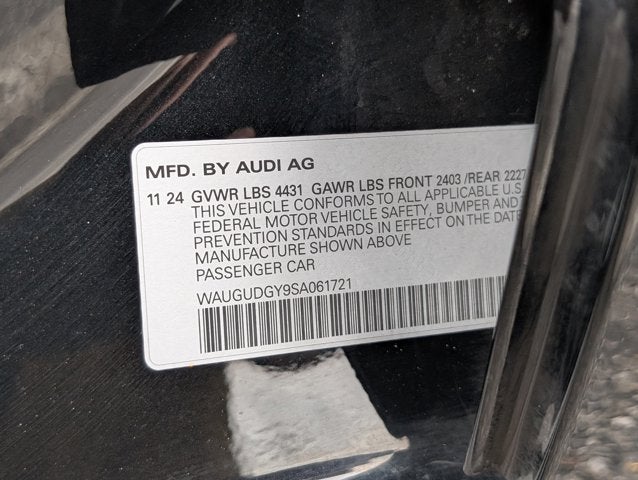 MFD. BY AUDI AG
11 24 GVWR LBS 4431 GAWR LBS FRONT 2403 /REAR 2227
THIS VEHICLE CONFORMS TO ALL APPLICABLE U.S.
FEDERAL MOTOR VEHICLE SAFETY, BUMPER AND
PREVENTION STANDARDS IN EFFECT ON THE DATE
MANUFACTURE SHOWN ABOVE
PASSENGER CAR
WAUGUDGY9SA061721